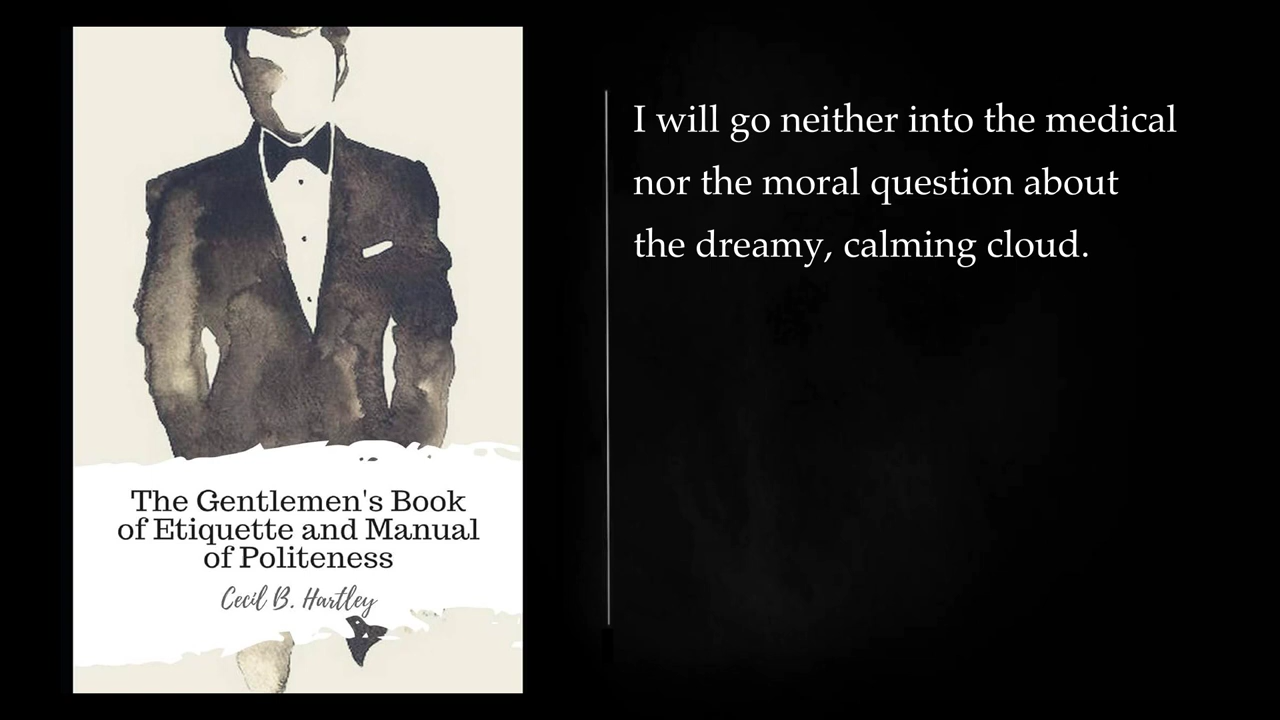 The Gentlemen's Book
of Etiquette and Manual
of Politeness
Cecil B. Hartley
I will go neither into the medical
nor the moral question about
the dreamy, calming cloud.